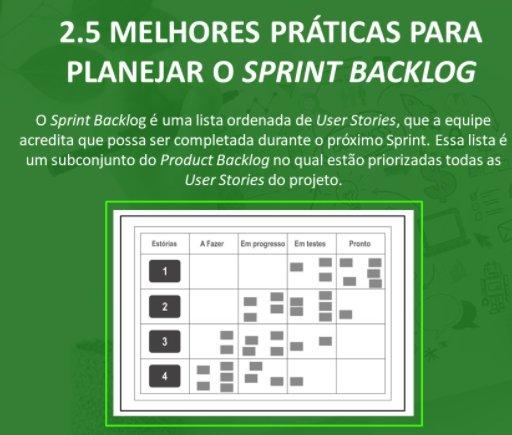 2.5 MELHORES PRÁTICAS PARA
PLANEJAR O SPRINT BACKLOG
O Sprint Backlog é uma lista ordenada de User Stories, que a equipe
acredita que possa ser completada durante o próximo Sprint. Essa lista é
um subconjunto do Product Backlog no qual estão priorizadas todas as
User Stories do projeto.
Estórias A Fazer Em progresso Em testes Pronto
1
2
3
4